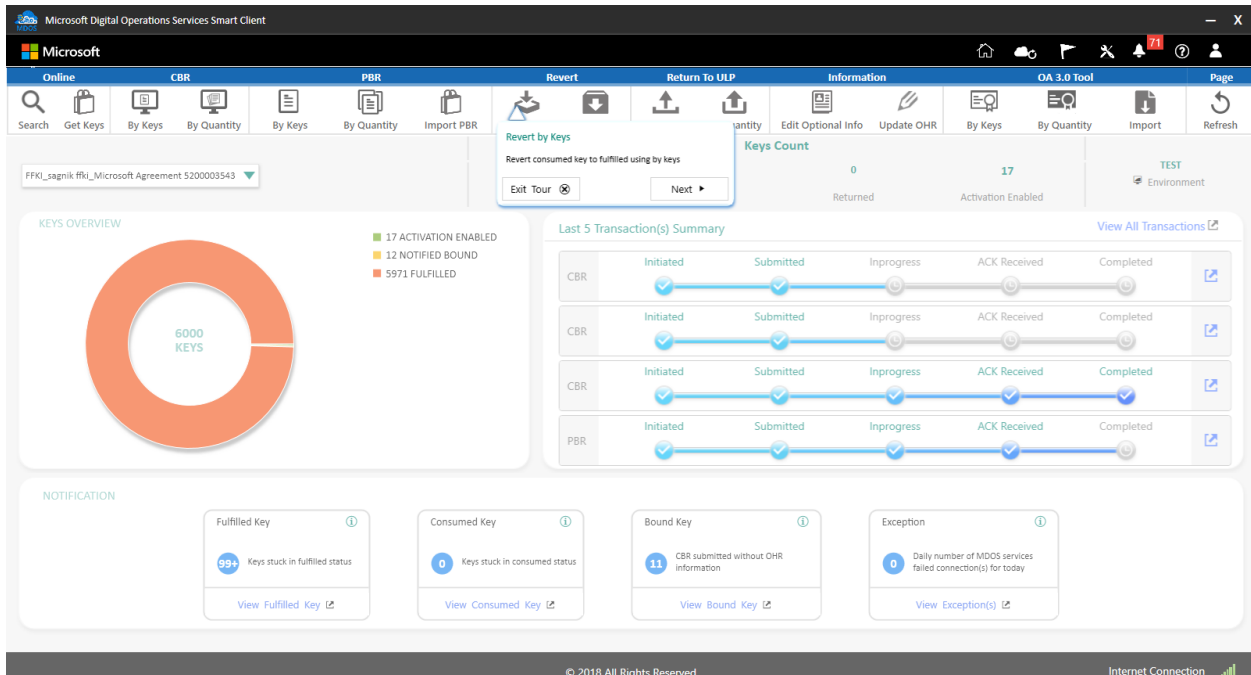 MDOS
Microsoft Digital Operations Services Smart Client
X
Microsoft
71
Online CBR PBR Revert Return To ULP Information OA 3.0 Tool Page
Search Get Keys By Keys By Quantity By Keys By Quantity Import PBR Edit Optional Info Update OHR By Keys By Quantity Import Refresh
Revert by Keys
Revert consumed key to fulfilled using by keys
Exit Tour Next
FFKI_sagnik ffki_Microsoft Agreement 5200003543
Keys Count
0
Returned
17
Activation Enabled
TEST
Environment
KEYS OVERVIEW
17 ACTIVATION ENABLED
12 NOTIFIED BOUND
5971 FULFILLED
6000
KEYS
Last 5 Transaction(s) Summary
View All Transactions
CBR
Initiated Submitted Inprogress ACK Received Completed
CBR
Initiated Submitted Inprogress ACK Received Completed
CBR
Initiated Submitted Inprogress ACK Received Completed
PBR
Initiated Submitted Inprogress ACK Received Completed
NOTIFICATION
Fulfilled Key
99+
Keys stuck in fulfilled status
View Fulfilled Key
Consumed Key
0
Keys stuck in consumed status
View Consumed Key
Bound Key
11
CBR submitted without OHR
information
View Bound Key
Exception
0
Daily number of MDOS services
failed connection(s) for today
View Exception(s)
© 2018 All Rights Reserved
Internet Connection